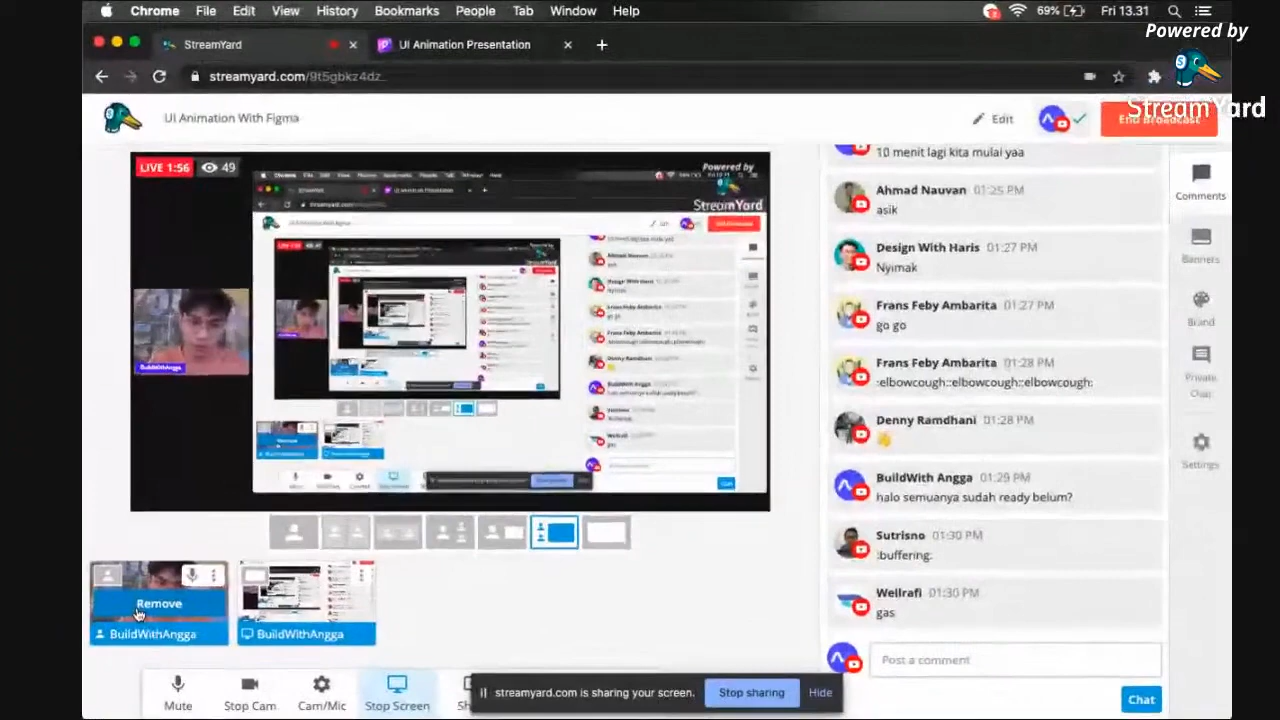 Chrome File Edit View History Bookmarks People Tab Window Help
69% Fri 13.31
Powered by
StreamYard
StreamYard
UI Animation Presentation
streamyard.com/9t5gbkz4dz
UI Animation With Figma
Edit
End Broadcast
LIVE 1:56 49
Powered by
StreamYard
BuildWithAngga
10 menit lagi kita mulai yaa
Ahmad Nauvan 01:25 PM
asik
Design With Haris 01:27 PM
Nyimak
Frans Feby Ambarita 01:27 PM
go go
Frans Feby Ambarita 01:28 PM
:elbowcough::elbowcough::elbowcough:
Denny Ramdhani 01:28 PM
BuildWith Angga 01:29 PM
halo semuanya sudah ready belum?
Sutrisno 01:30 PM
:buffering:
Wellrafi 01:30 PM
gas
Post a comment
Chat
Comments
Banners
Brand
Private
Chat
Settings
Remove
BuildWithAngga
BuildWithAngga
Mute
Stop Cam
Cam/Mic
Stop Screen
Sh
streamyard.com is sharing your screen.
Stop sharing
Hide